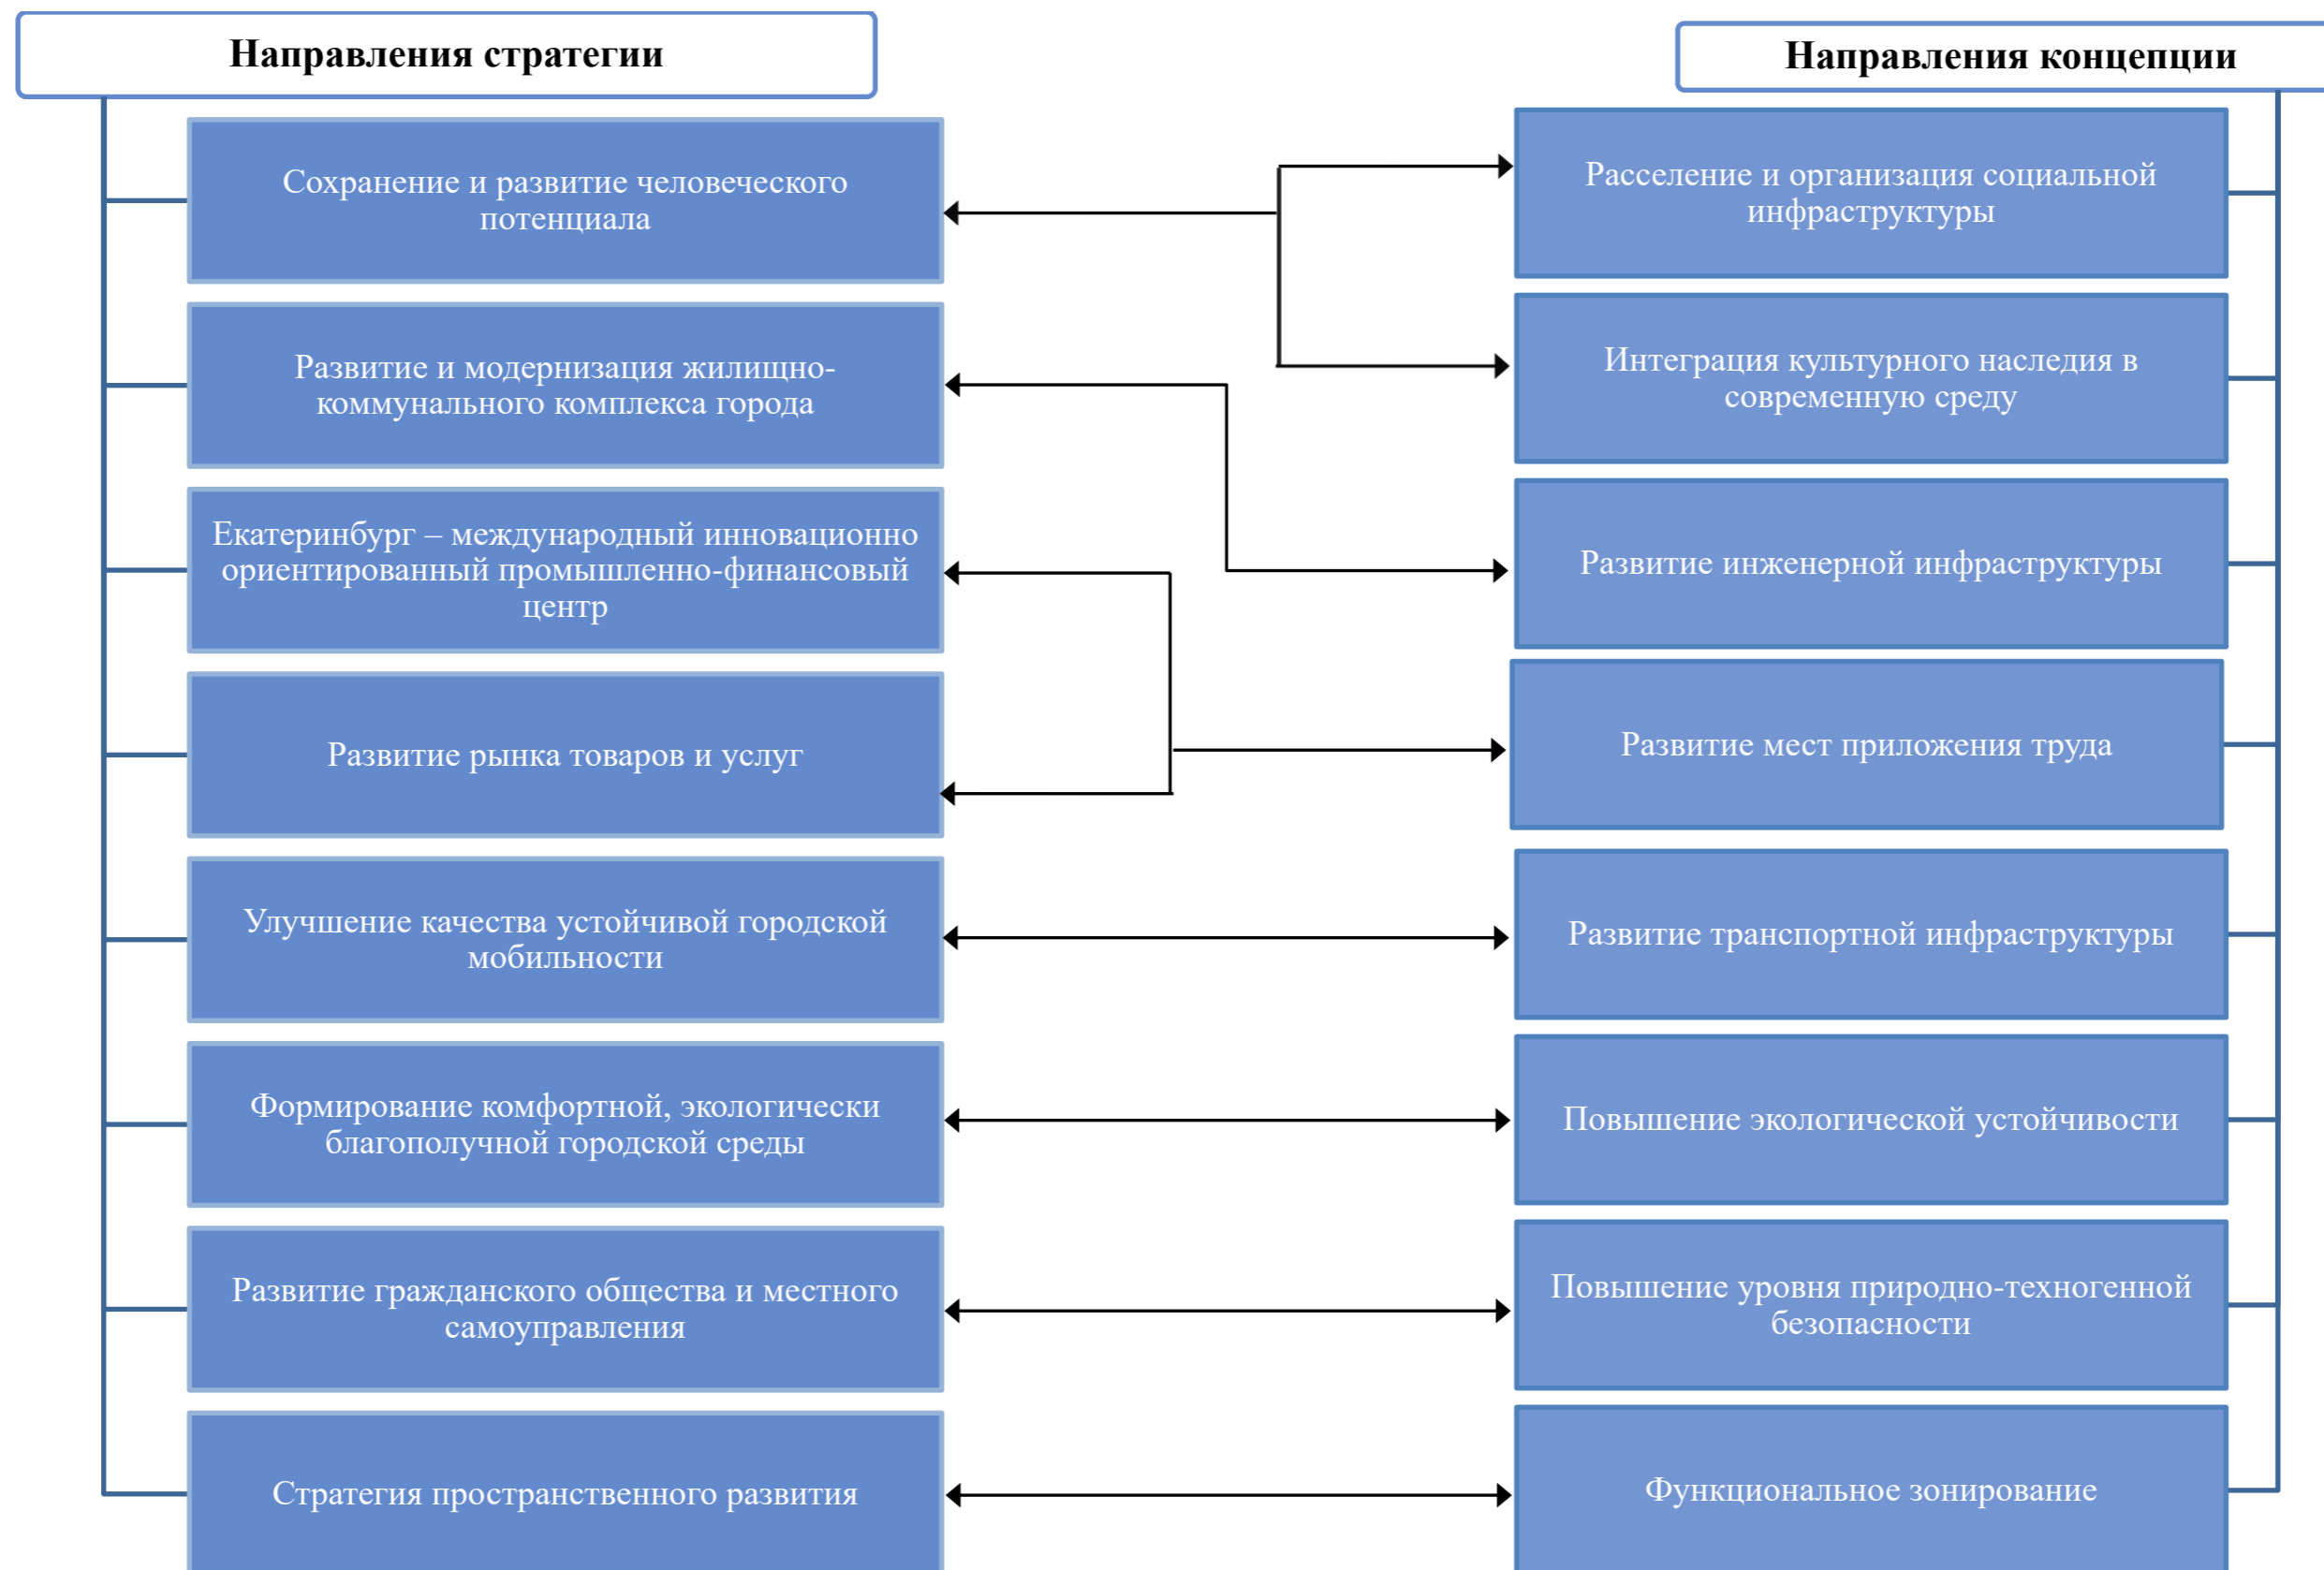 Направления стратегии
Сохранение и развитие человеческого
потенциала
Развитие и модернизация жилищно-
коммунального комплекса города
Екатеринбург – международный инновационно
ориентированный промышленно-финансовый
центр
Развитие рынка товаров и услуг
Улучшение качества устойчивой городской
мобильности
Формирование комфортной, экологически
благополучной городской среды
Развитие гражданского общества и местного
самоуправления
Стратегия пространственного развития
Направления концепции
Расселение и организация социальной
инфраструктуры
Интеграция культурного наследия в
современную среду
Развитие инженерной инфраструктуры
Развитие мест приложения труда
Развитие транспортной инфраструктуры
Повышение экологической устойчивости
Повышение уровня природно-техногенной
безопасности
Функциональное зонирование